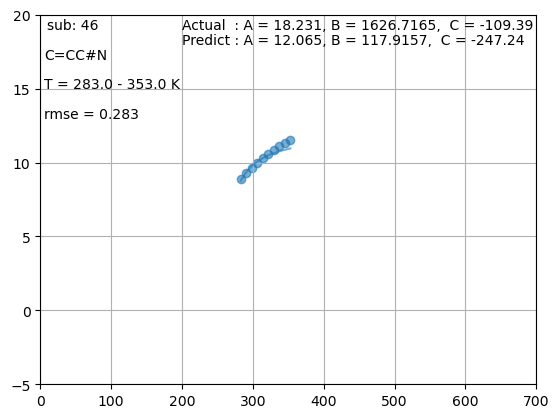 sub: 46
Actual : A = 18.231, B = 1626.7165, C = -109.39
Predict : A = 12.065, B = 117.9157, C = -247.24
C=CC#N
T = 283.0 - 353.0 K
rmse = 0.283
20
15
10
5
0
−5
0 100 200 300 400 500 600 700